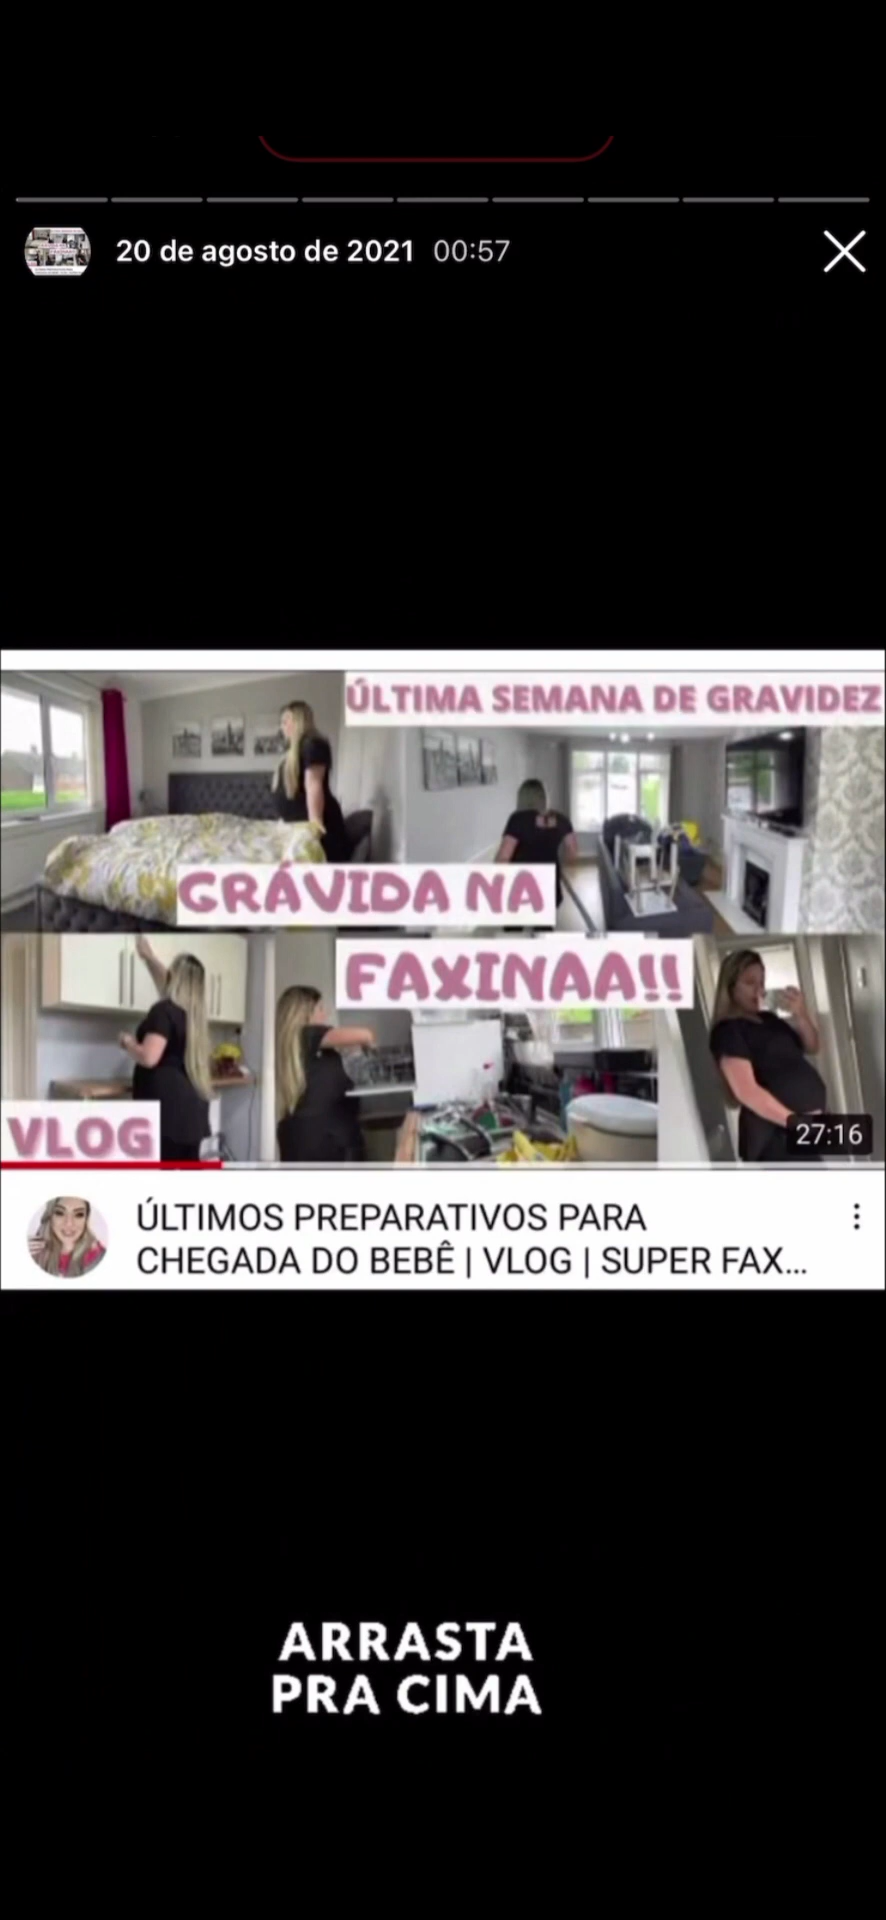 20 de agosto de 2021 00:57
ÚLTIMA SEMANA DE GRAVIDEZ
GRÁVIDA NA
FAXINAA!!
VLOG
27:16
ÚLTIMOS PREPARATIVOS PARA
CHEGADA DO BEBÊ | VLOG | SUPER FAX...
ARRASTA
PRA CIMA